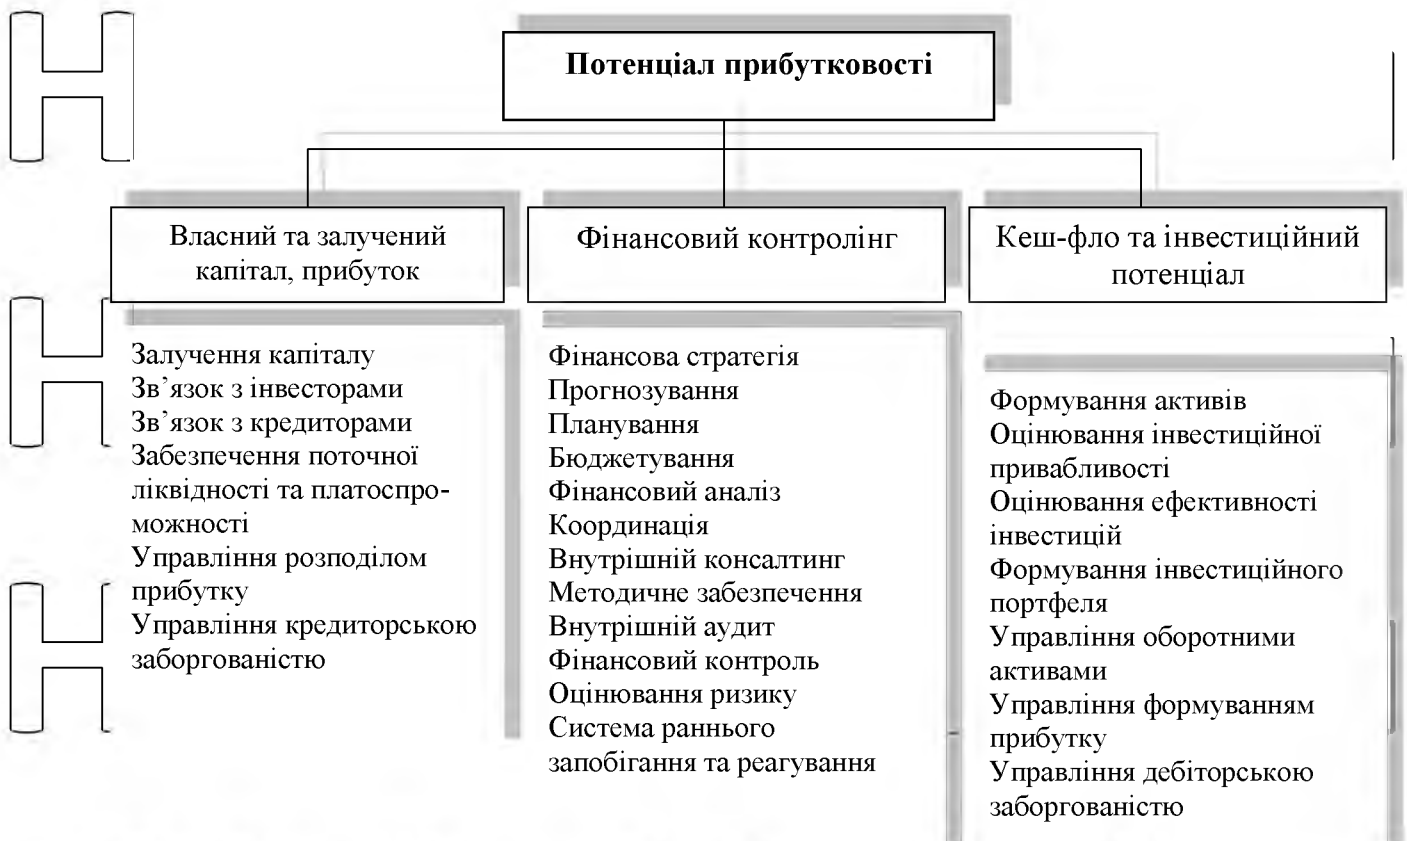 Потенціал прибутковості
Власний та залучений
капітал, прибуток
Фінансовий контролінг
Кеш-фло та інвестиційний
потенціал
Залучення капіталу
Зв’язок з інвесторами
Зв’язок з кредиторами
Забезпечення поточної
ліквідності та платоспро-
можності
Управління розподілом
прибутку
Управління кредиторською
заборгованістю
Фінансова стратегія
Прогнозування
Планування
Бюджетування
Фінансовий аналіз
Координація
Внутрішній консалтинг
Методичне забезпечення
Внутрішній аудит
Фінансовий контроль
Оцінювання ризику
Система раннього
запобігання та реагування
Формування активів
Оцінювання інвестиційної
привабливості
Оцінювання ефективності
інвестицій
Формування інвестиційного
портфеля
Управління оборотними
активами
Управління формуванням
прибутку
Управління дебіторською
заборгованістю